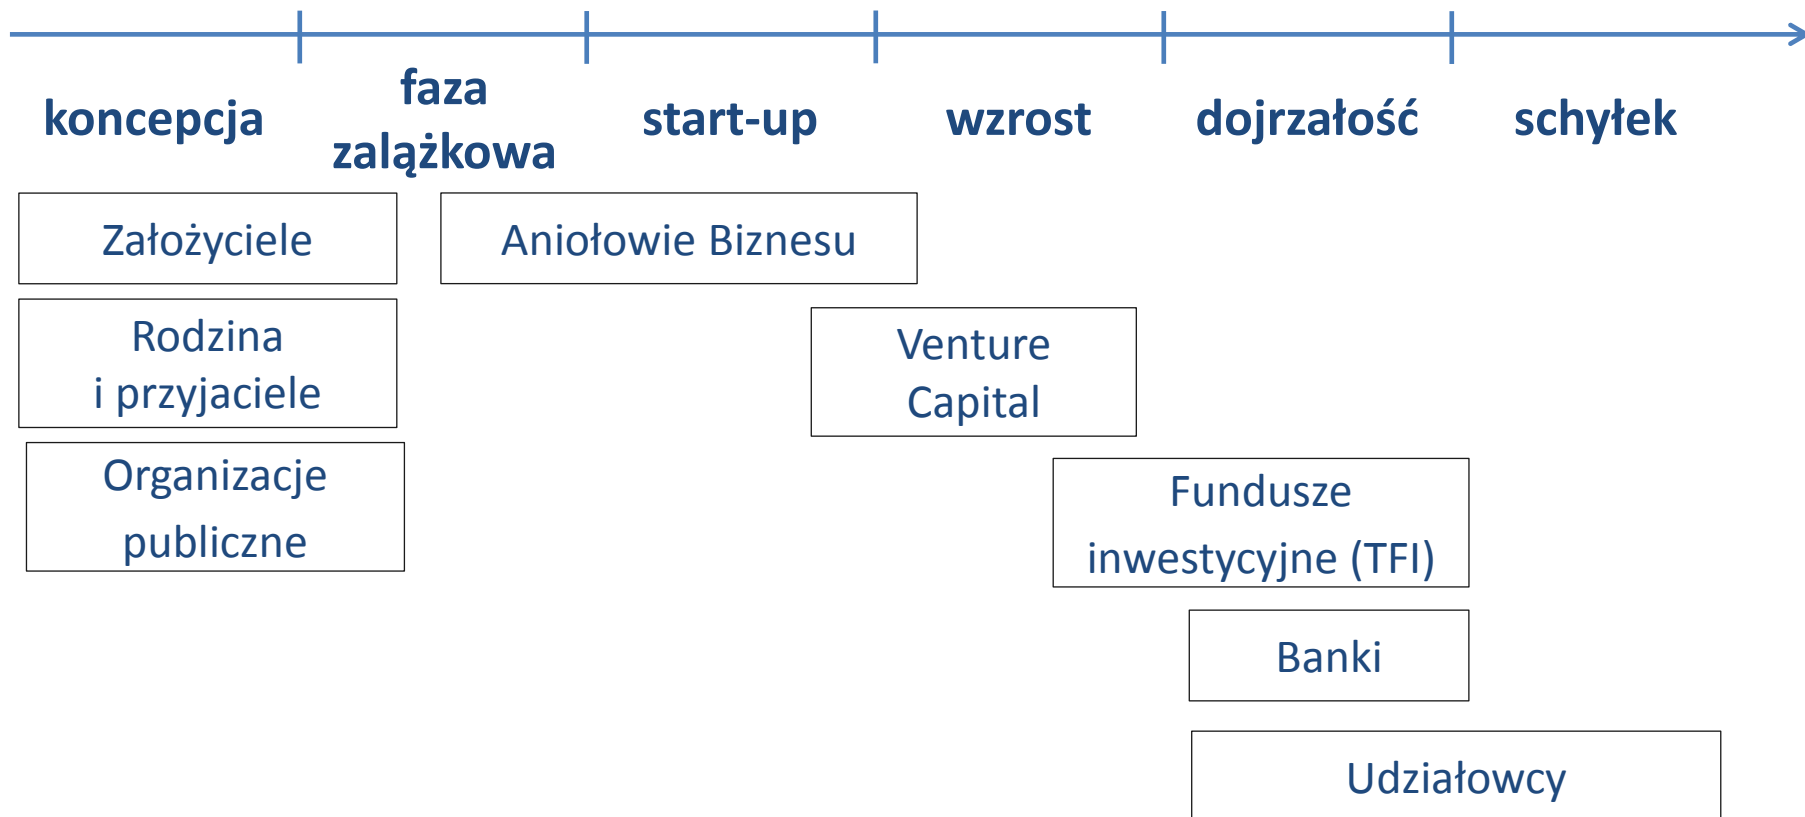 koncepcja
faza
zalążkowa
start-up
wzrost
dojrzałość
schyłek
Założyciele
Aniołowie Biznesu
Rodzina
i przyjaciele
Venture
Capital
Organizacje
publiczne
Fundusze
inwestycyjne (TFI)
Banki
Udziałowcy